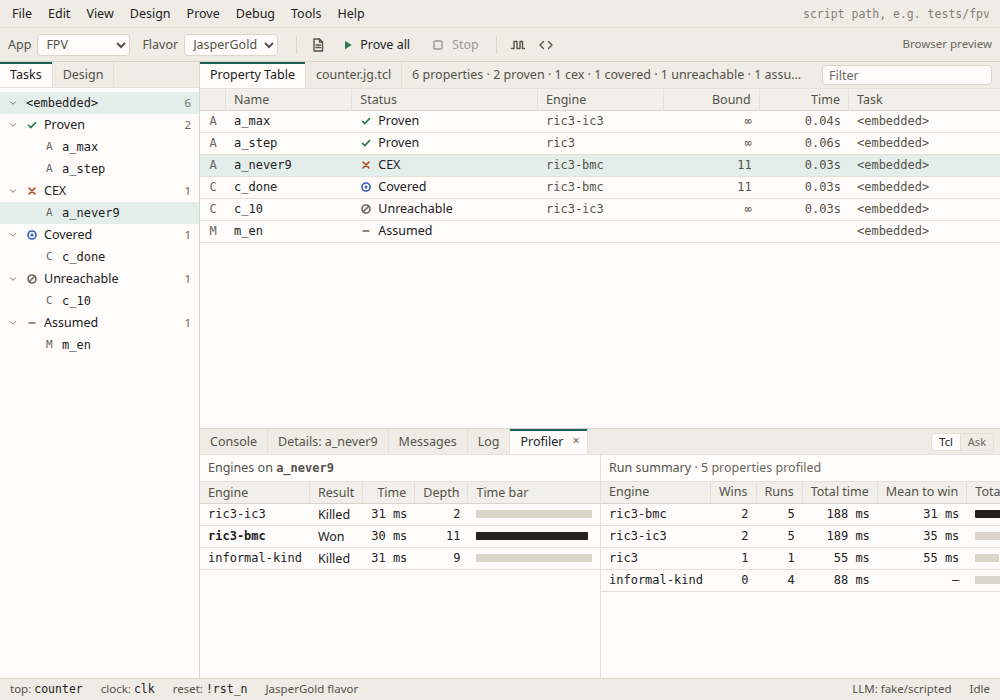 File Edit View Design Prove Debug Tools Help script path, e.g. tests/fpv
App FPV Flavor JasperGold Prove all Stop Browser preview
Tasks Design Property Table counter.jg.tcl 6 properties · 2 proven · 1 cex · 1 covered · 1 unreachable · 1 assu... Filter
<embedded> 6
Proven 2
A a_max
A a_step
CEX 1
A a_never9
Covered 1
C c_done
Unreachable 1
C c_10
Assumed 1
M m_en
Name Status Engine Bound Time Task
A a_max Proven ric3-ic3 ∞ 0.04s <embedded>
A a_step Proven ric3 ∞ 0.06s <embedded>
A a_never9 CEX ric3-bmc 11 0.03s <embedded>
C c_done Covered ric3-bmc 11 0.03s <embedded>
C c_10 Unreachable ric3-ic3 ∞ 0.03s <embedded>
M m_en Assumed <embedded>
Console Details: a_never9 Messages Log Profiler × Tcl Ask
Engines on a_never9
Engine Result Time Depth Time bar
ric3-ic3 Killed 31 ms 2
ric3-bmc Won 30 ms 11
informal-kind Killed 31 ms 9
Run summary · 5 properties profiled
Engine Wins Runs Total time Mean to win Tota
ric3-bmc 2 5 188 ms 31 ms
ric3-ic3 2 5 189 ms 35 ms
ric3 1 1 55 ms 55 ms
informal-kind 0 4 88 ms –
top: counter clock: clk reset: !rst_n JasperGold flavor LLM: fake/scripted Idle